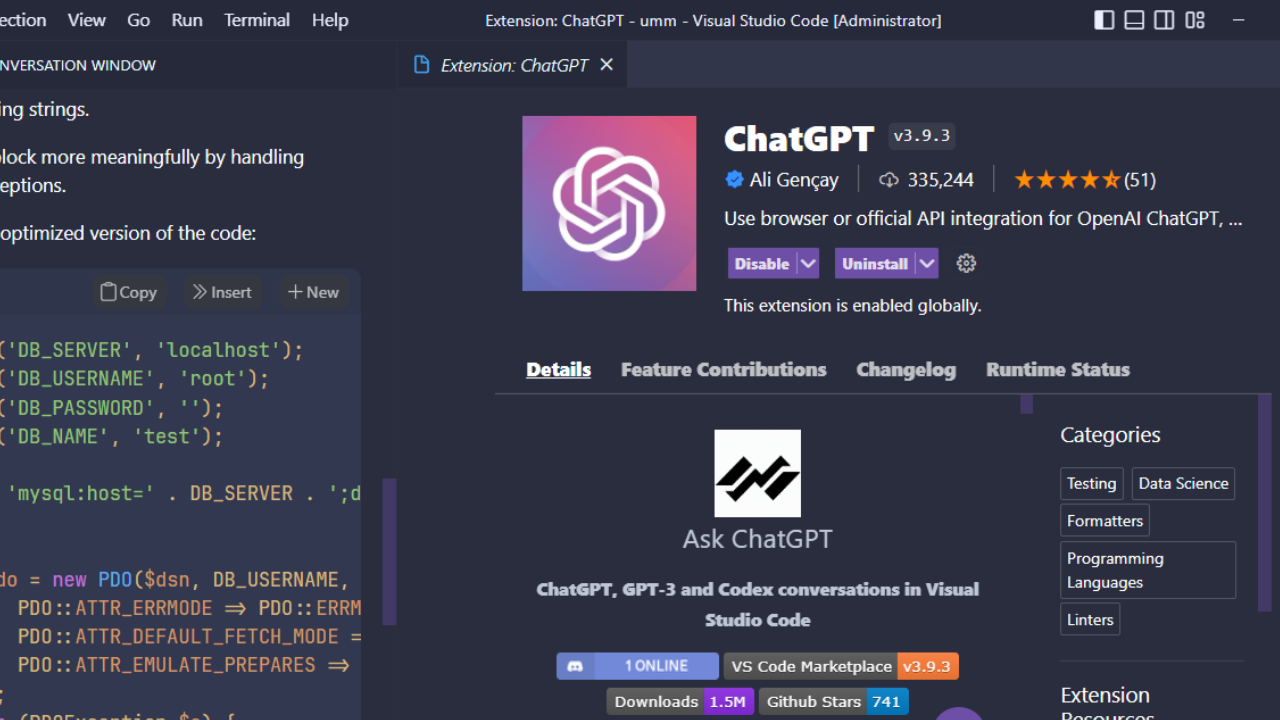 ection View Go Run Terminal Help
Extension: ChatGPT - umm - Visual Studio Code [Administrator]
NVERSATION WINDOW
Extension: ChatGPT
ing strings.
block more meaningfully by handling
eptions.
optimized version of the code:
Copy Insert New
('DB_SERVER', 'localhost');
('DB_USERNAME', 'root');
('DB_PASSWORD', '');
('DB_NAME', 'test');
'mysql:host=' . DB_SERVER . ';d
do = new PDO($dsn, DB_USERNAME,
PDO::ATTR_ERRMODE => PDO::ERRM
PDO::ATTR_DEFAULT_FETCH_MODE =
PDO::ATTR_EMULATE_PREPARES =>
;
(PDOException $e) {
ChatGPT v3.9.3
Ali Gençay 335,244 (51)
Use browser or official API integration for OpenAI ChatGPT, ...
Disable Uninstall
This extension is enabled globally.
Details Feature Contributions Changelog Runtime Status
Ask ChatGPT
ChatGPT, GPT-3 and Codex conversations in Visual
Studio Code
1 ONLINE VS Code Marketplace v3.9.3
Downloads 1.5M Github Stars 741
Categories
Testing Data Science
Formatters
Programming
Languages
Linters
Extension
Resources